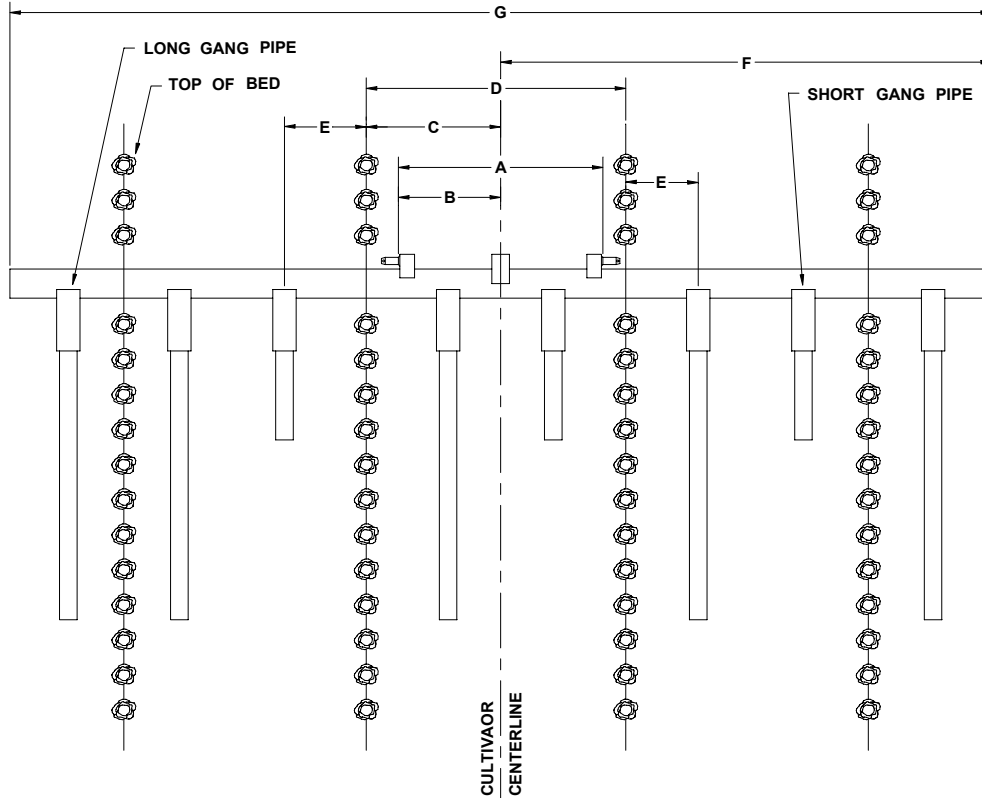 G
LONG GANG PIPE
F
TOP OF BED
D
SHORT GANG PIPE
E
C
A
E
B
CULTIVAOR
CENTERLINE